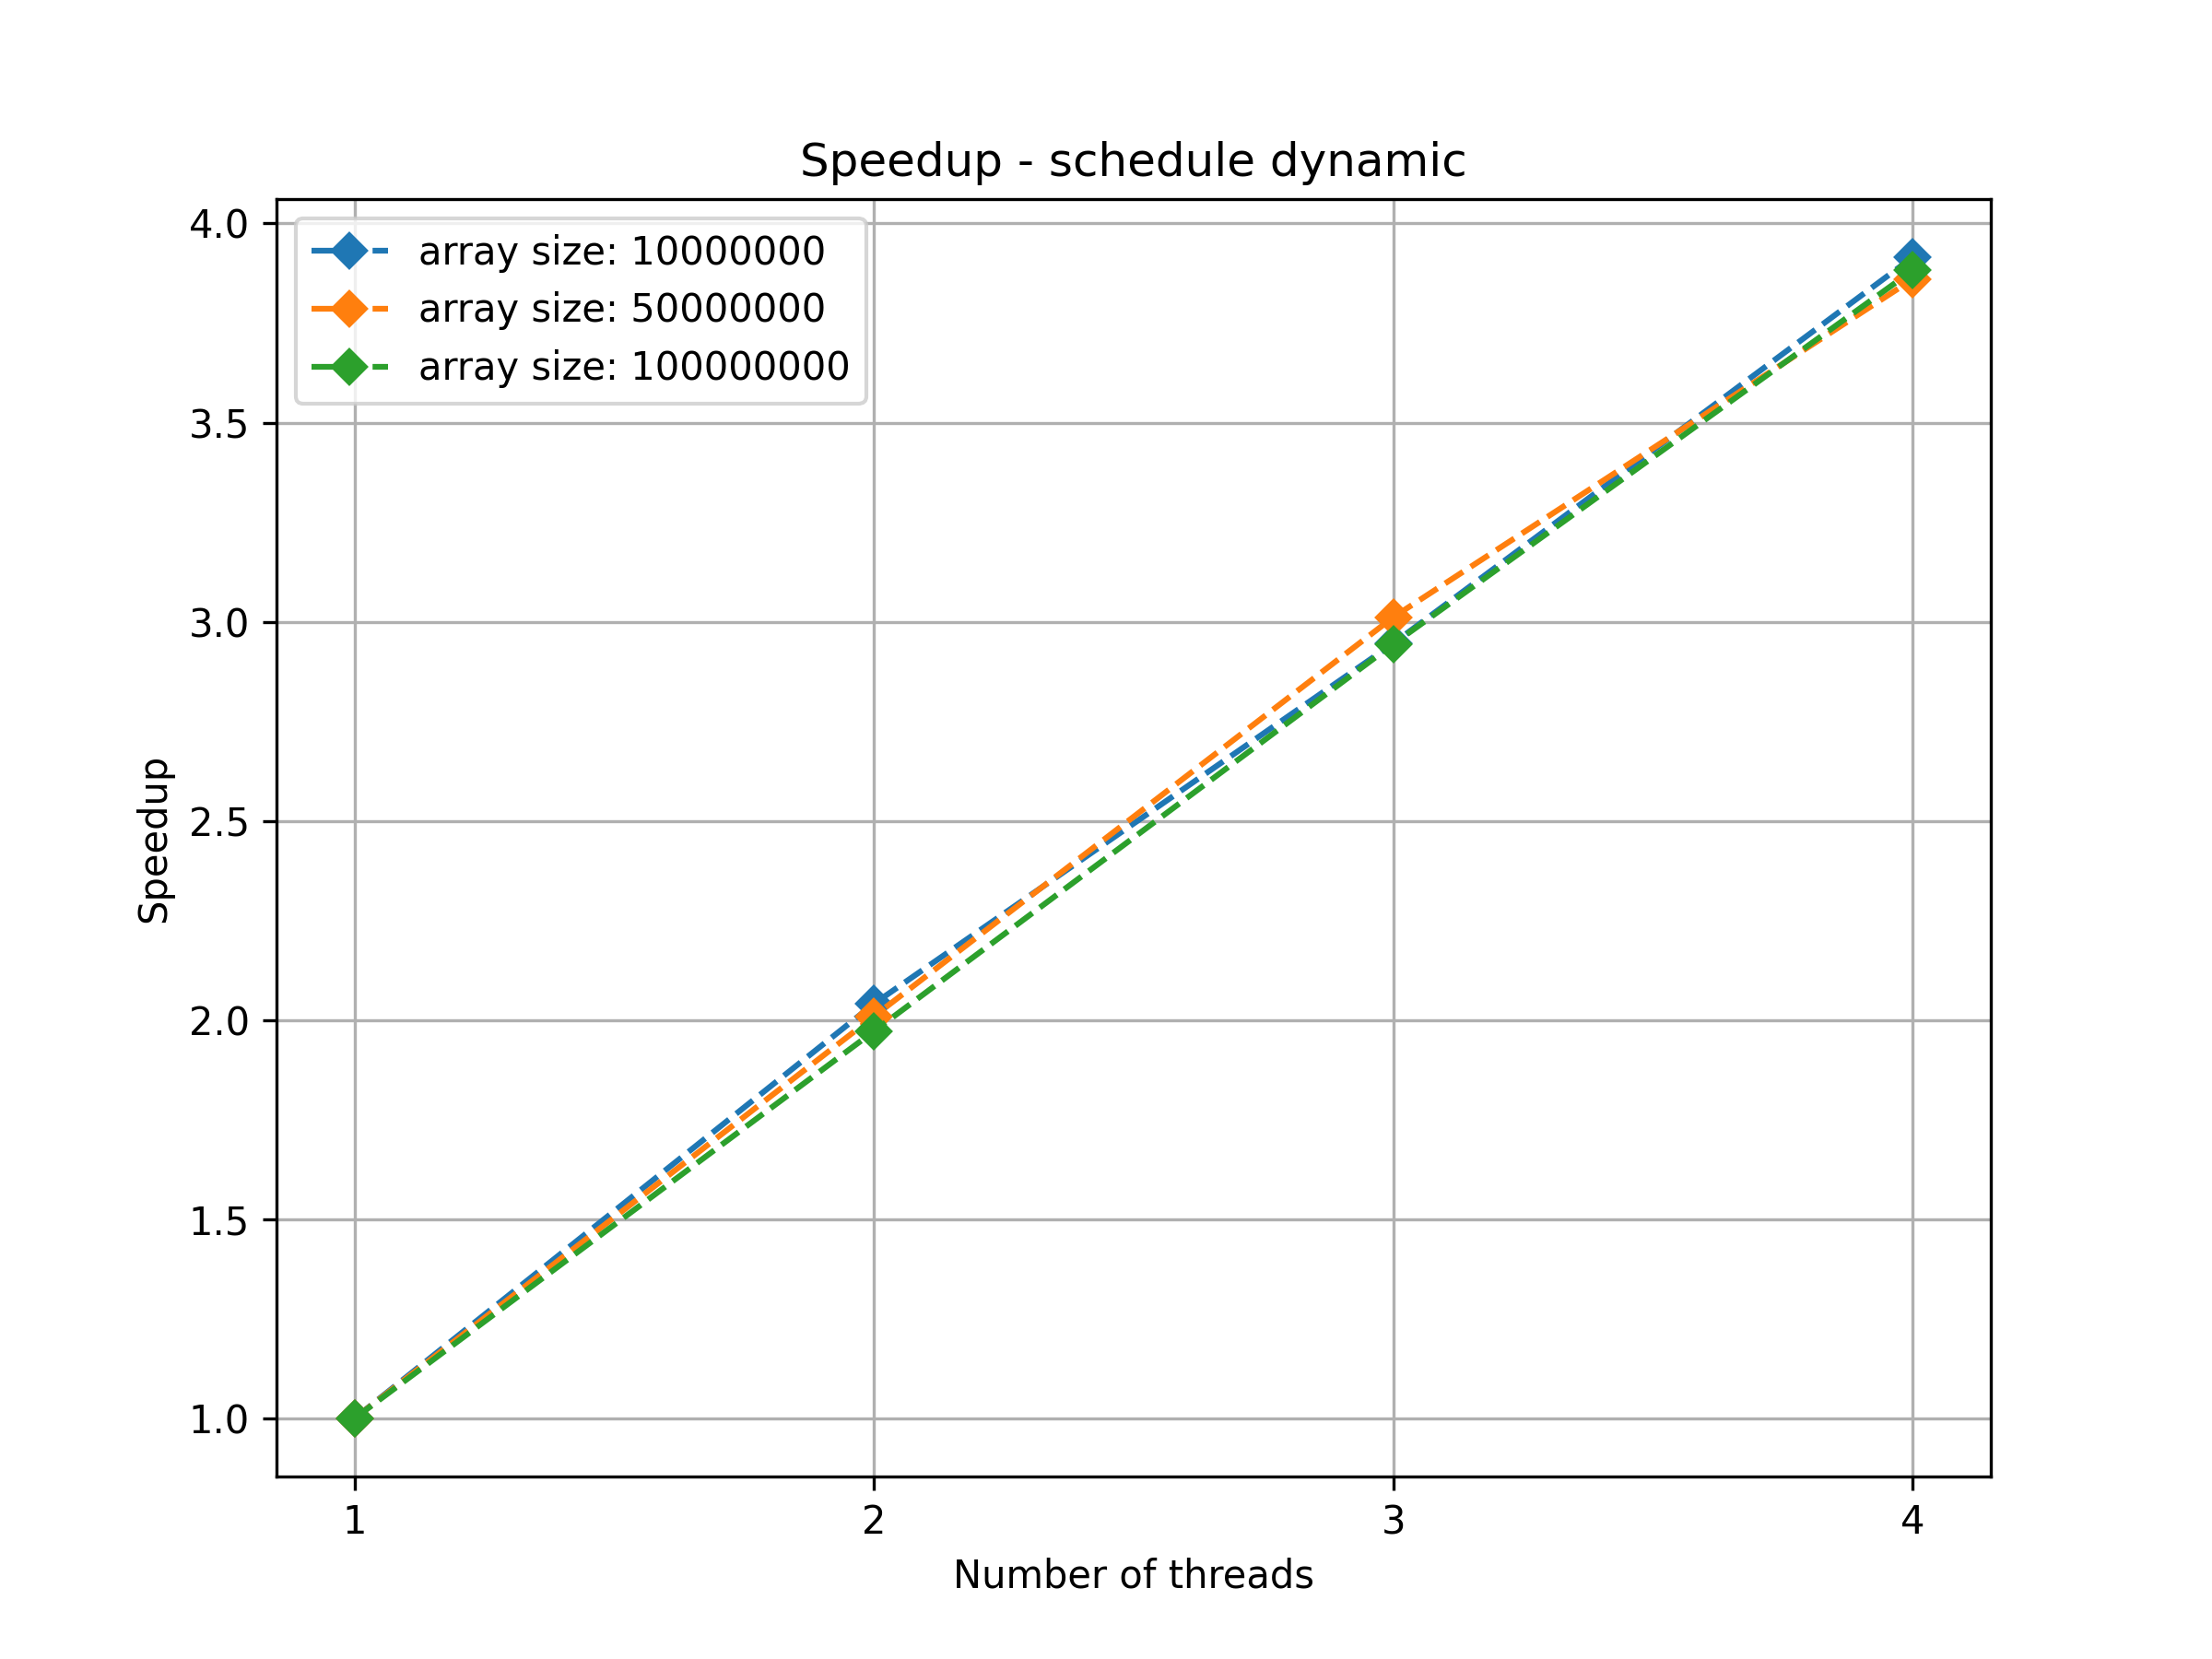 Speedup - schedule dynamic
array size: 10000000
array size: 50000000
array size: 100000000
4.0
3.5
3.0
2.5
2.0
1.5
1.0
Speedup
1 2 3 4
Number of threads